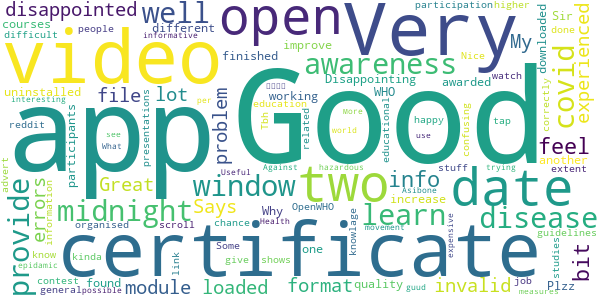 disappointed
well
open
Very
participation
higher
courses
people
different
My
Sir
difficult
informative
finished
improve
Nice
done
video
awareness
downloaded
covid
experienced
Disappointing
WHO
awarded
watch
uninstalled
file
lot
problem
working
education
interesting
app
Good
Tbh
per
educational
correctly
reddit
participants
presentations
related
More
happy
confusing
tap
What
see
World
use
feel
advert
errors
Great
window
two
info
Against
hazardous
stuff
trying
another
date
extent
provide
information
midnight
Says
Why
Useful
Health
OpenWHO
learn
increase
Asibone
knowlage
disease
guidelines
organised
scroll
chance
one
movement
expensive
bit
studies
certificate
context
kinda
found
link
Some
give
shows
format
quality
invalid
job
know
epidamic
general
possible
module
loaded
guud
measures
Plzz